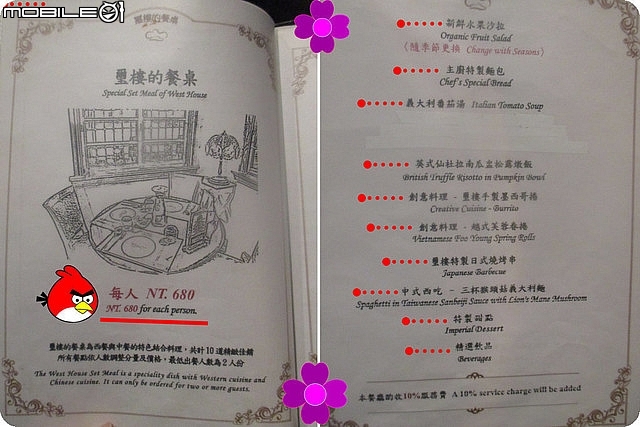 MOBILE01
璽樓的餐桌
璽樓的餐桌
Special Set Meal of West House
每人 NT. 680
NT. 680 for each person.
璽樓的餐桌為西餐與中餐的特色結合料理，共計10道精緻佳餚
所有餐點依人數調整分量及價格，最低出餐人數為2人份
The West House Set Meal is a speciality dish with Western cuisine and
Chinese cuisine. It can only be ordered for two or more guests.
新鮮水果沙拉
Organic Fruit Salad
(隨季節更換 Change with Seasons)
主廚特製麵包
Chef's Special Bread
義大利番茄湯 Italian Tomato Soup
英式仙杜拉南瓜盅松露燉飯
British Truffle Risotto in Pumpkin Bowl
創意料理 - 璽樓手製墨西哥捲
Creative Cuisine - Burrito
創意料理 - 越式芙蓉春捲
Vietnamese Foo Young Spring Rolls
璽樓特製日式燒烤串
Japanese Barbecue
中式西吃 - 三杯猴頭菇義大利麵
Spaghetti in Taiwanese Sanbeiji Sauce with Lion's Mane Mushroom
特製甜點
Imperial Dessert
精選飲品
Beverages
本餐廳酌收10%服務費 A 10% service charge will be added